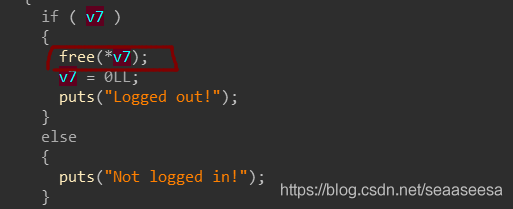 if ( v7 )
{
free(*v7);
v7 = 0LL;
puts("Logged out!");
}
else
{
puts("Not logged in!");
}
https://blog.csdn.net/seaaseesa